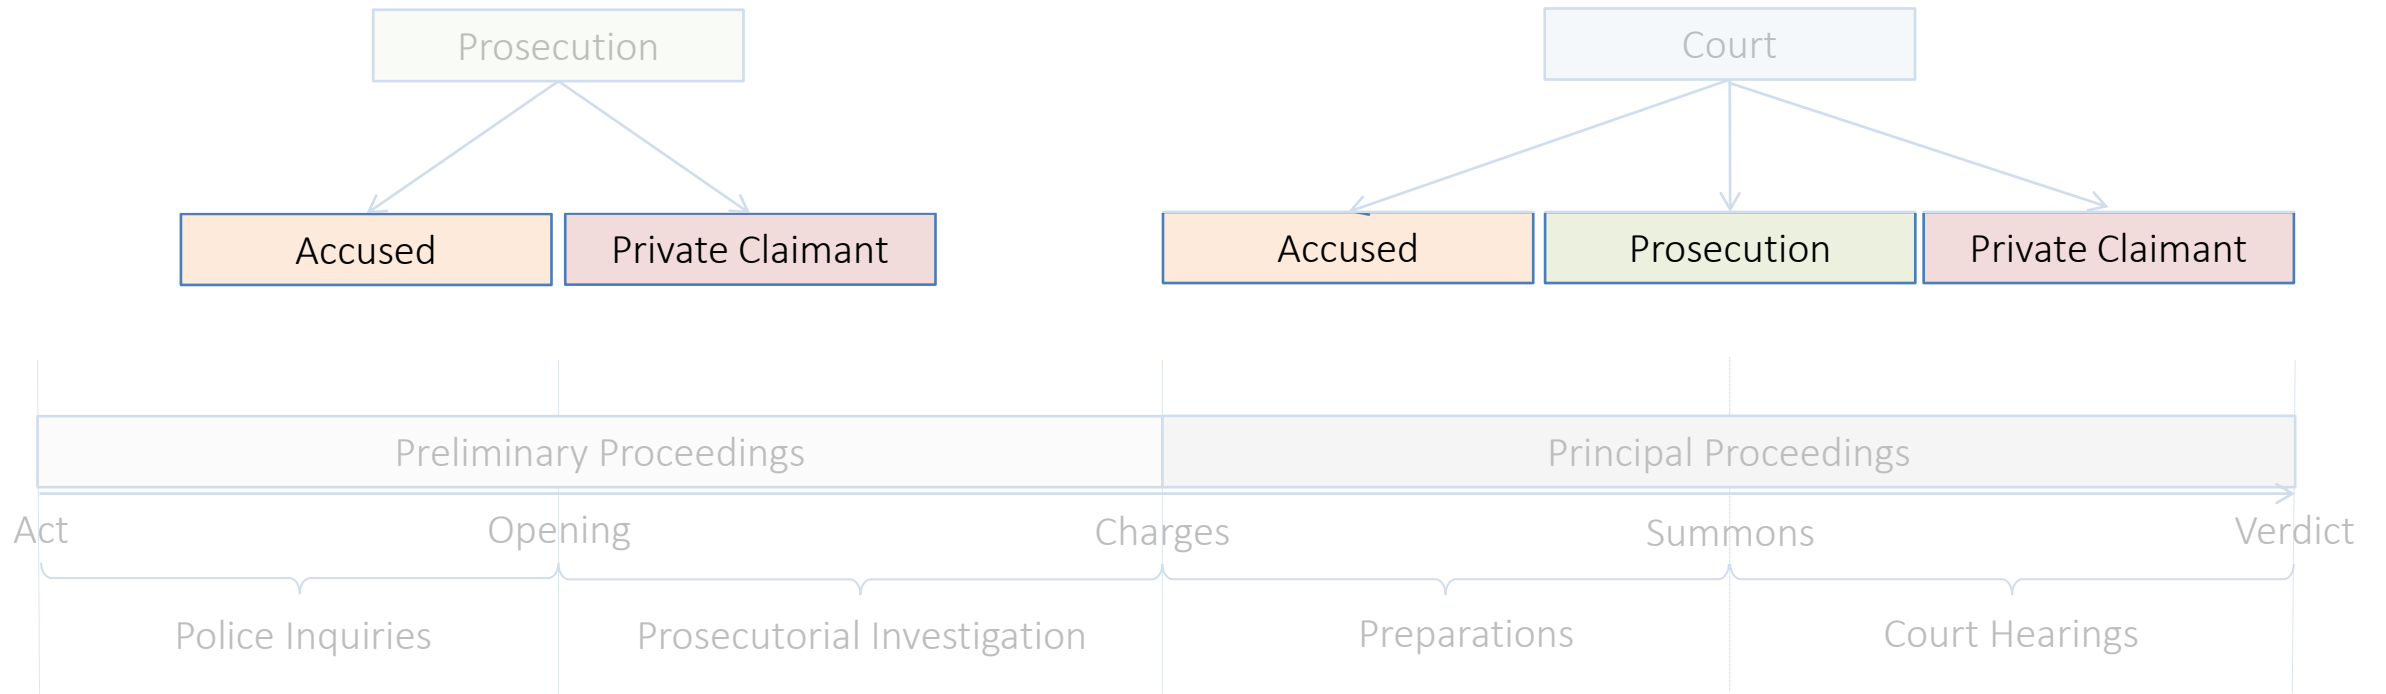 Prosecution
Court
Accused
Private Claimant
Accused
Prosecution
Private Claimant
Preliminary Proceedings
Principal Proceedings
Act
Opening
Charges
Summons
Verdict
Police Inquiries
Prosecutorial Investigation
Preparations
Court Hearings